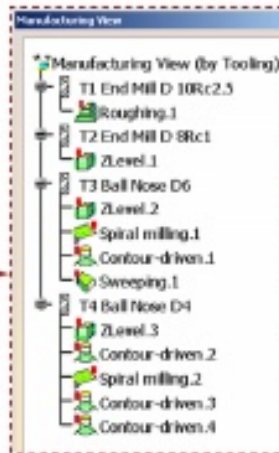 Manufacturing View
Manufacturing View (by Tooling)
T1 End Mill D 10Rc2.5
Roughing.1
T2 End Mill D 8Rc1
ZLevel.1
T3 Ball Nose D6
ZLevel.2
Spiral milling.1
Contour-driven.1
Sweeping.1
T4 Ball Nose D4
ZLevel.3
Contour-driven.2
Spiral milling.2
Contour-driven.3
Contour-driven.4